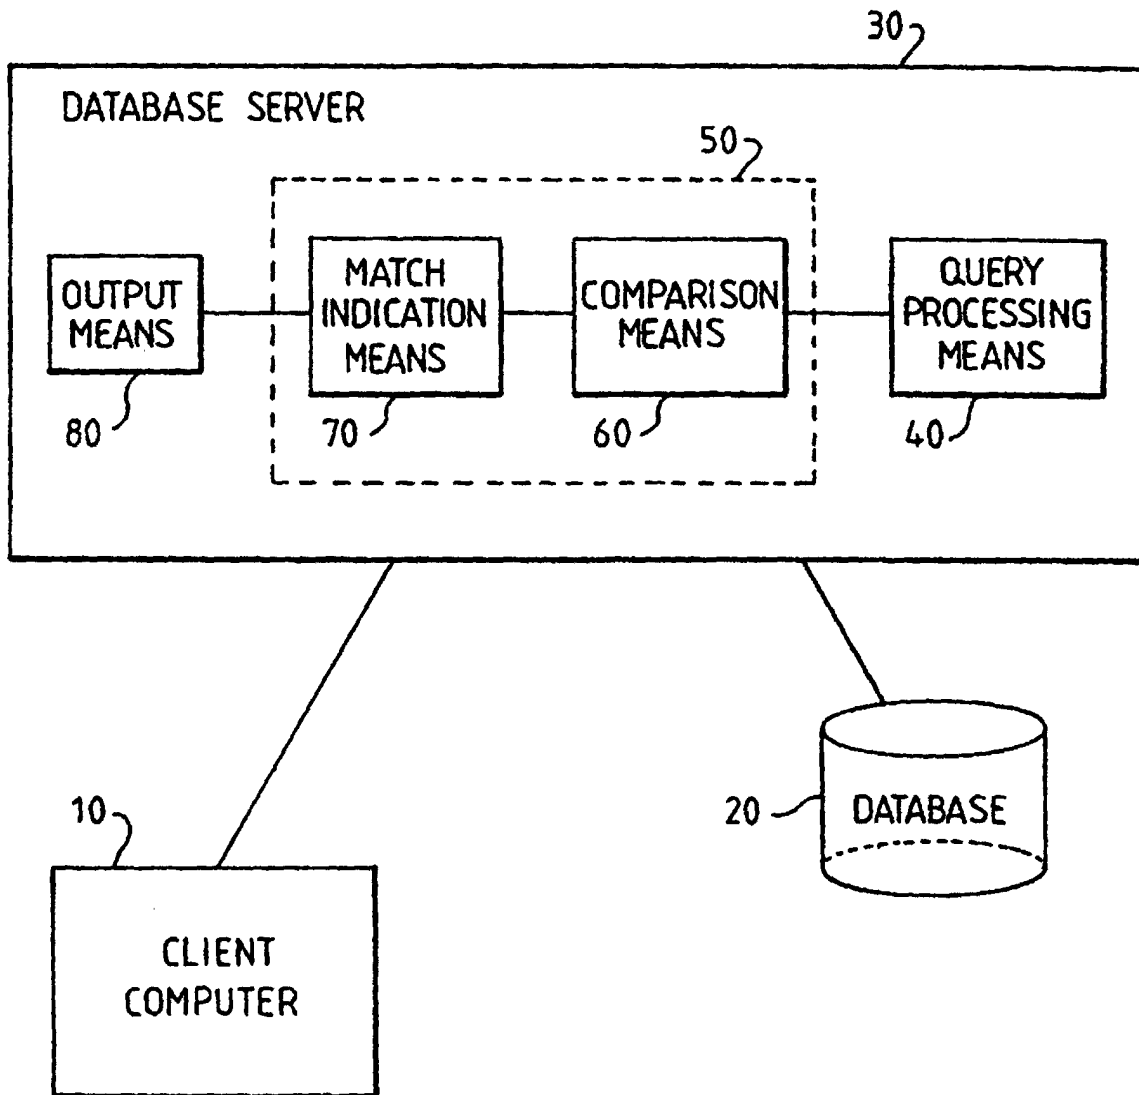 30
DATABASE SERVER
50
OUTPUT
MEANS
MATCH
INDICATION
MEANS
COMPARISON
MEANS
QUERY
PROCESSING
MEANS
80
70
60
40
10
20
DATABASE
CLIENT
COMPUTER